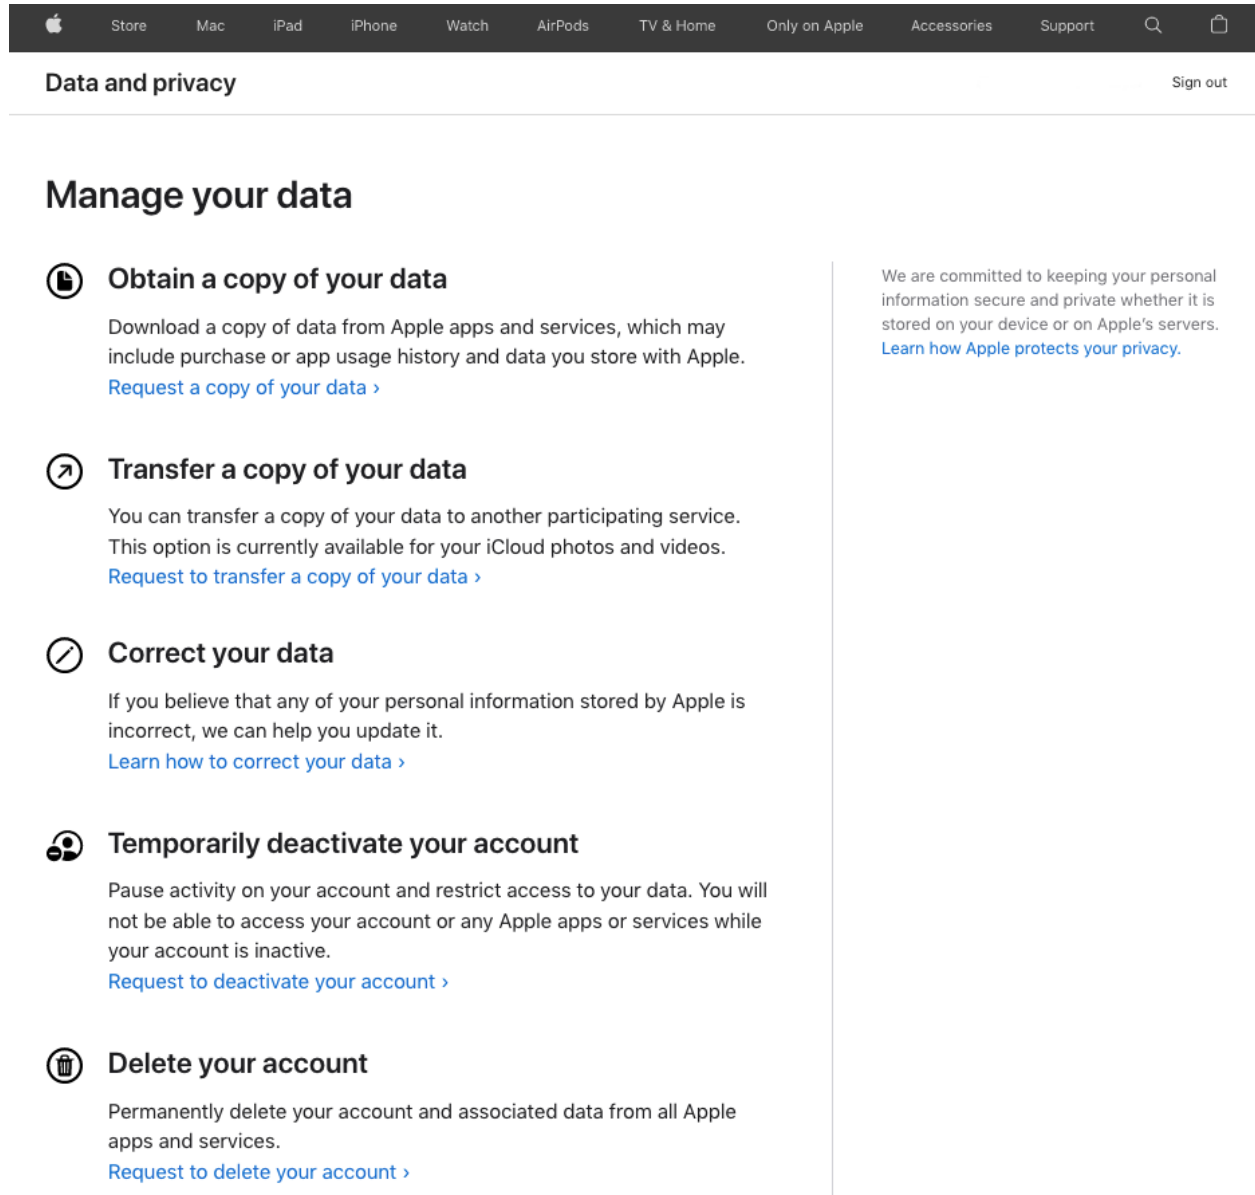 Store Mac iPad iPhone Watch AirPods TV & Home Only on Apple Accessories Support
Data and privacy
Sign out
Manage your data
Obtain a copy of your data
Download a copy of data from Apple apps and services, which may
include purchase or app usage history and data you store with Apple.
Request a copy of your data ›
Transfer a copy of your data
You can transfer a copy of your data to another participating service.
This option is currently available for your iCloud photos and videos.
Request to transfer a copy of your data ›
Correct your data
If you believe that any of your personal information stored by Apple is
incorrect, we can help you update it.
Learn how to correct your data ›
Temporarily deactivate your account
Pause activity on your account and restrict access to your data. You will
not be able to access your account or any Apple apps or services while
your account is inactive.
Request to deactivate your account ›
Delete your account
Permanently delete your account and associated data from all Apple
apps and services.
Request to delete your account ›
We are committed to keeping your personal
information secure and private whether it is
stored on your device or on Apple’s servers.
Learn how Apple protects your privacy.